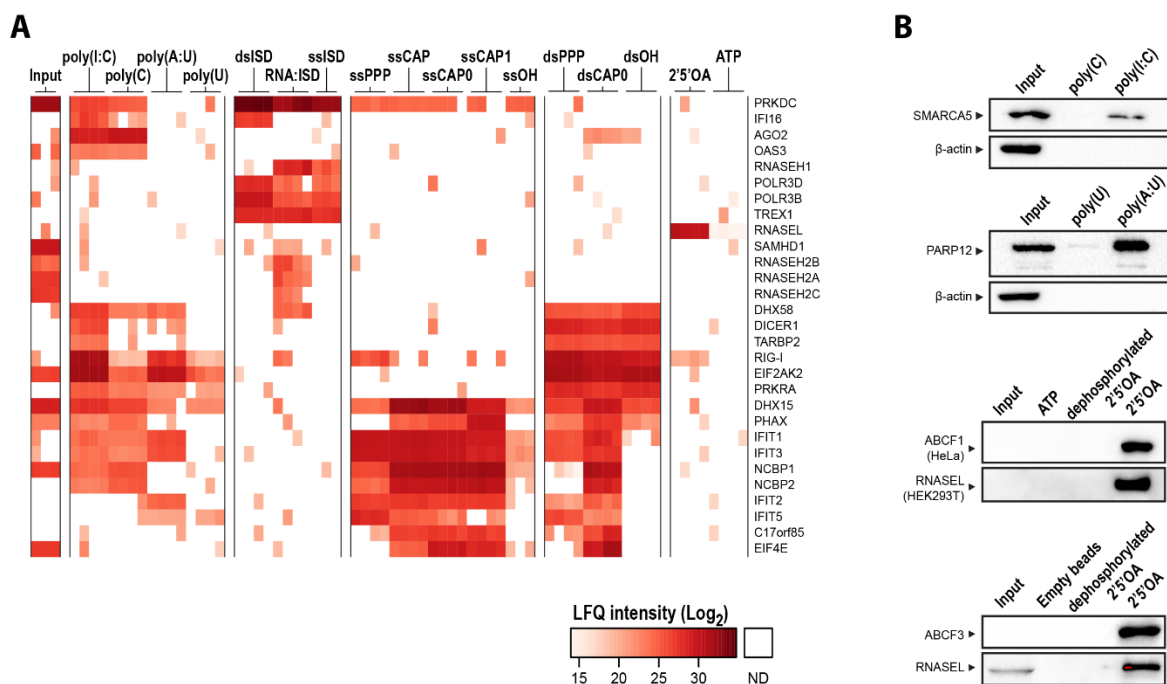 A
B
poly(I:C) poly(A:U)
dsISD ssISD
ssCAP ssCAP1
dsPPP dsOH
ATP
Input
poly(C) poly(U)
RNA:ISD
ssPPP ssCAP0 ssOH
dsCAP0
2'5'OA
PRKDC
IFI16
AGO2
OAS3
RNASEH1
POLR3D
POLR3B
TREX1
RNASEL
SAMHD1
RNASEH2B
RNASEH2A
RNASEH2C
DHX58
DICER1
TARBP2
RIG-I
EIF2AK2
PRKRA
DHX15
PHAX
IFIT1
IFIT3
NCBP1
NCBP2
IFIT2
IFIT5
C17orf85
EIF4E
LFQ intensity (Log2)
15 20 25 30 ND
Input poly(C) poly(I:C)
SMARCA5
β-actin
Input poly(U) poly(A:U)
PARP12
β-actin
Input ATP dephosphorylated
2'5'OA 2'5'OA
ABCF1
(HeLa)
RNASEL
(HEK293T)
Input Empty beads dephosphorylated
2'5'OA 2'5'OA
ABCF3
RNASEL